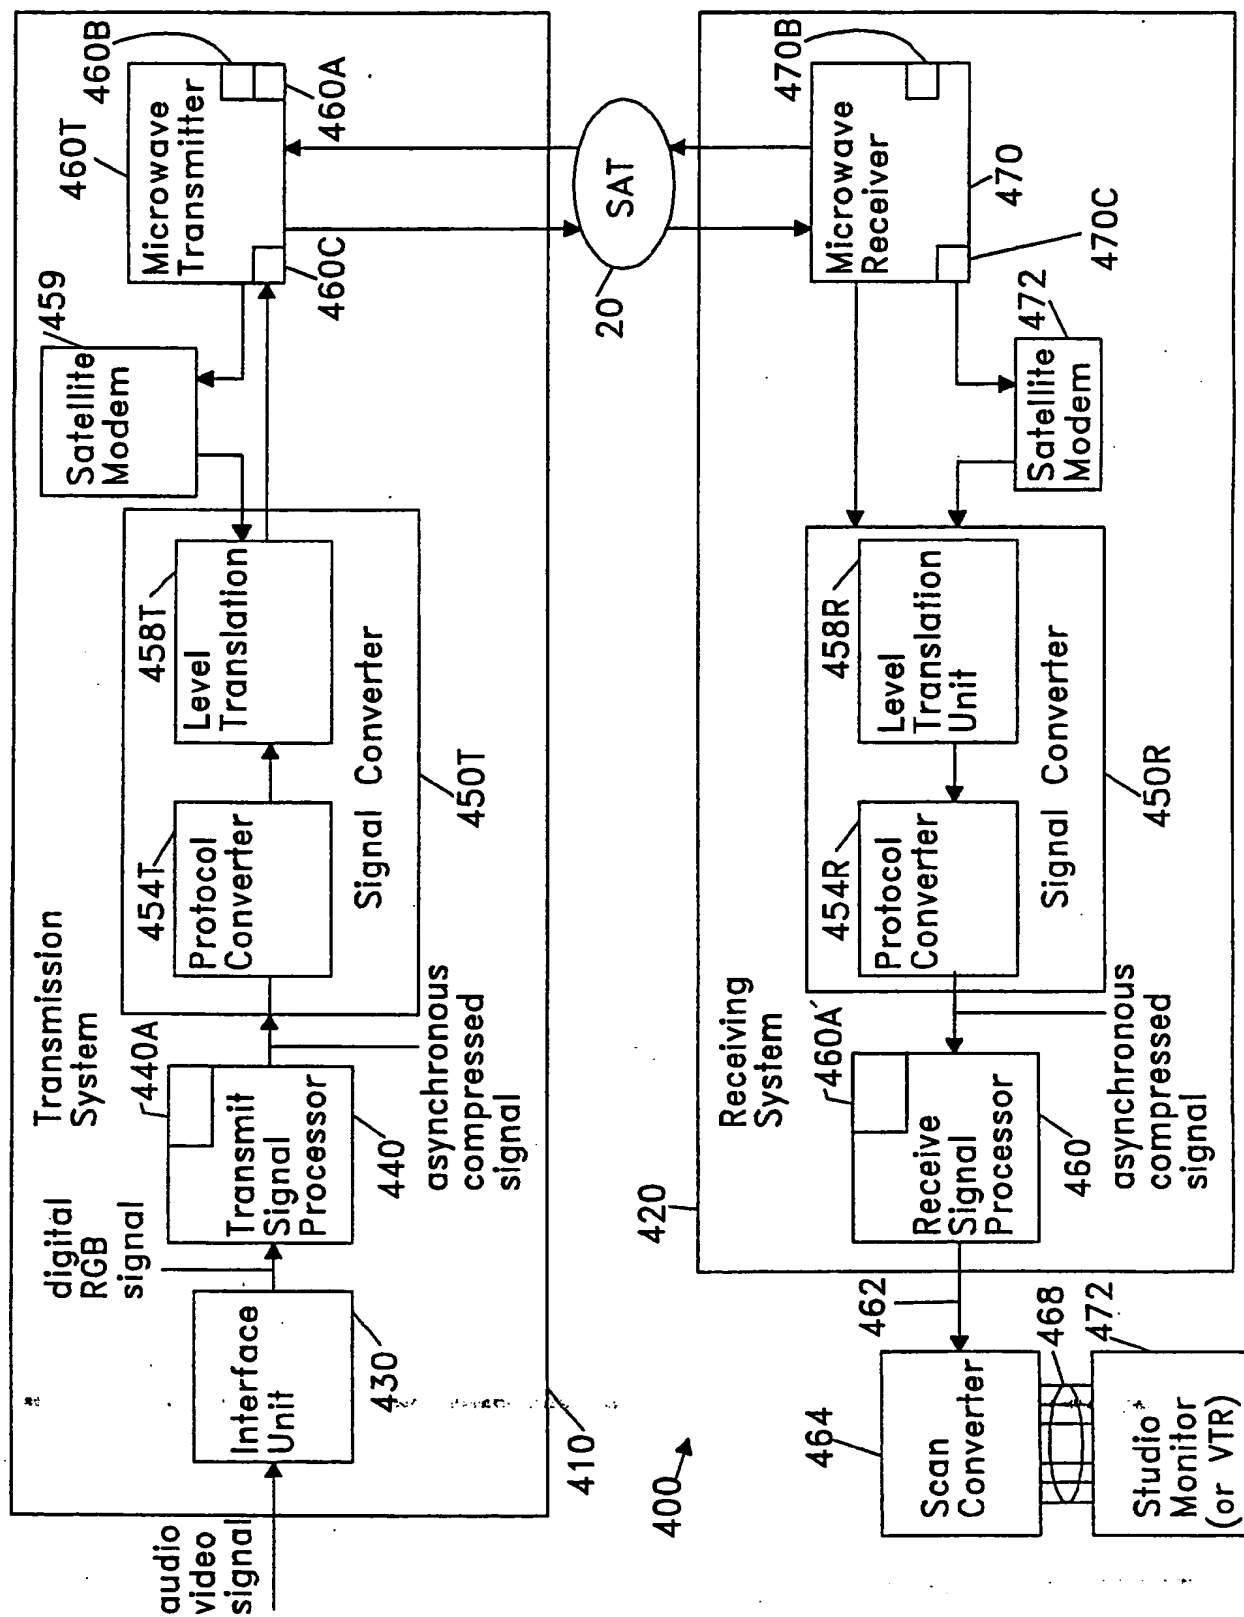 audio
video
signal
Interface
Unit
430
digital
RGB
signal
Transmission
System
440A
Transmit
Signal
Processor
440
asynchronous
compressed
signal
454T
Protocol
Converter
458T
Level
Translation
Signal Converter
450T
Satellite
Modem
459
460T
Microwave
Transmitter
460B
460A
460C
410
SAT
20
400
420
Receiving
System
Microwave
Receiver
470B
470
470C
472
Satellite
Modem
458R
Level
Translation
Unit
454R
Protocol
Converter
Signal Converter
450R
asynchronous
compressed
signal
460A'
Receive
Signal
Processor
460
462
464
Scan
Converter
468
472
Studio
Monitor
(or VTR)